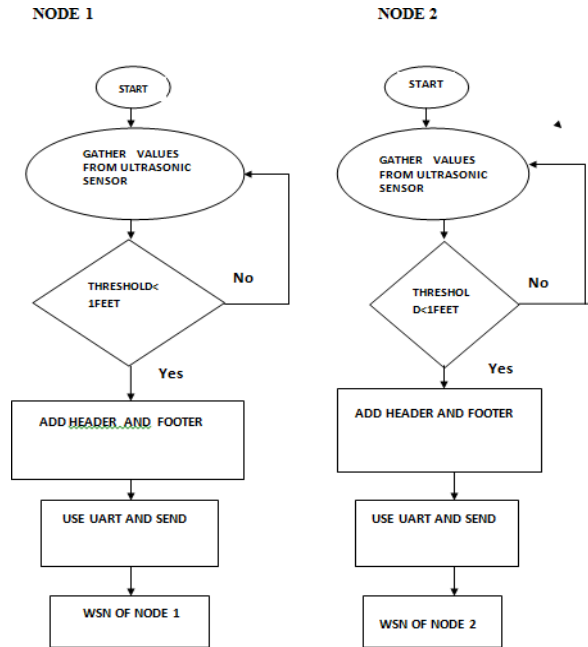 NODE 1
START
GATHER VALUES
FROM ULTRASONIC
SENSOR
THRESHOLD<
1FEET
No
Yes
ADD HEADER AND FOOTER
USE UART AND SEND
WSN OF NODE 1
NODE 2
START
GATHER VALUES
FROM ULTRASONIC
SENSOR
THRESHOL
D<1FEET
No
Yes
ADD HEADER AND FOOTER
USE UART AND SEND
WSN OF NODE 2